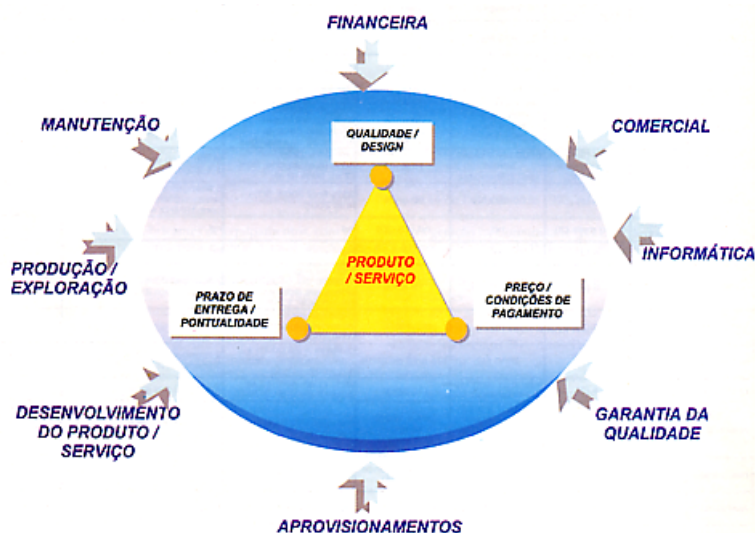 FINANCEIRA
MANUTENÇÃO
COMERCIAL
QUALIDADE /
DESIGN
PRODUÇÃO /
EXPLORAÇÃO
INFORMÁTICA
PRODUTO
/ SERVIÇO
PRAZO DE
ENTREGA /
PONTUALIDADE
PREÇO /
CONDIÇÕES DE
PAGAMENTO
DESENVOLVIMENTO
DO PRODUTO /
SERVIÇO
GARANTIA DA
QUALIDADE
APROVISIONAMENTOS